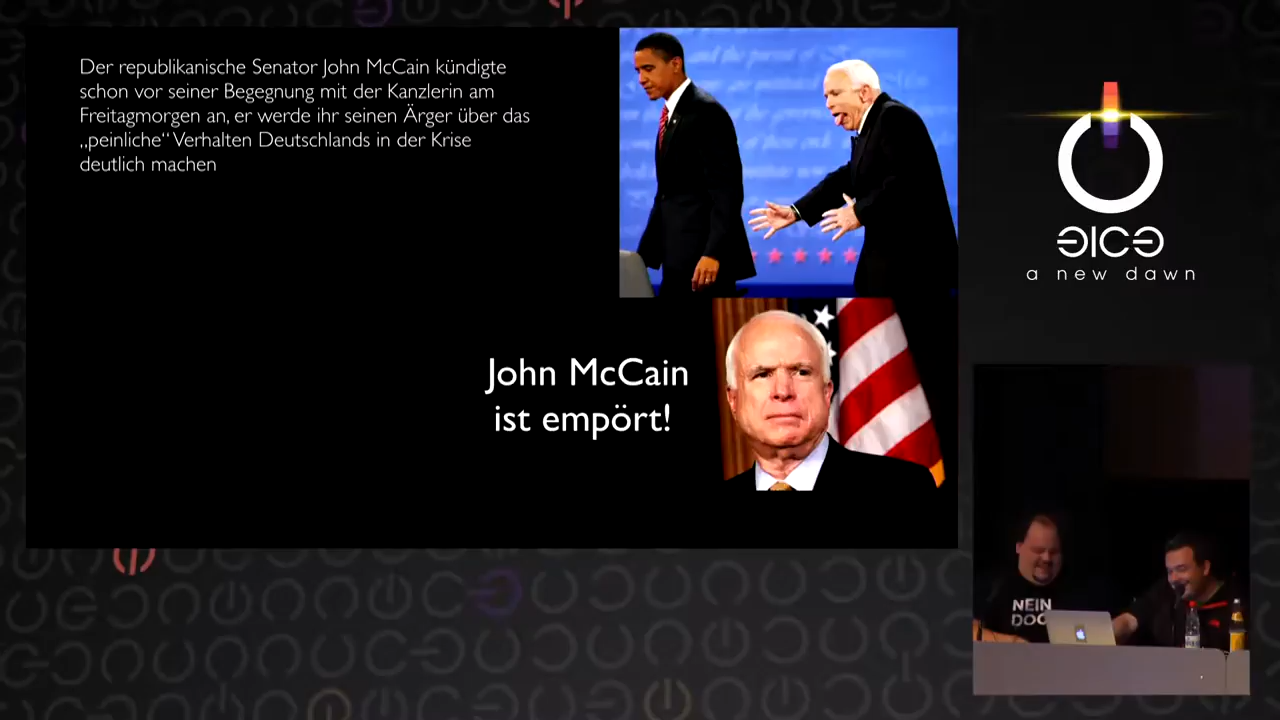 Der republikanische Senator John McCain kündigte
schon vor seiner Begegnung mit der Kanzlerin am
Freitagmorgen an, er werde ihr seinen Ärger über das
„peinliche“ Verhalten Deutschlands in der Krise
deutlich machen
John McCain
ist empört!
a new dawn
NEIN